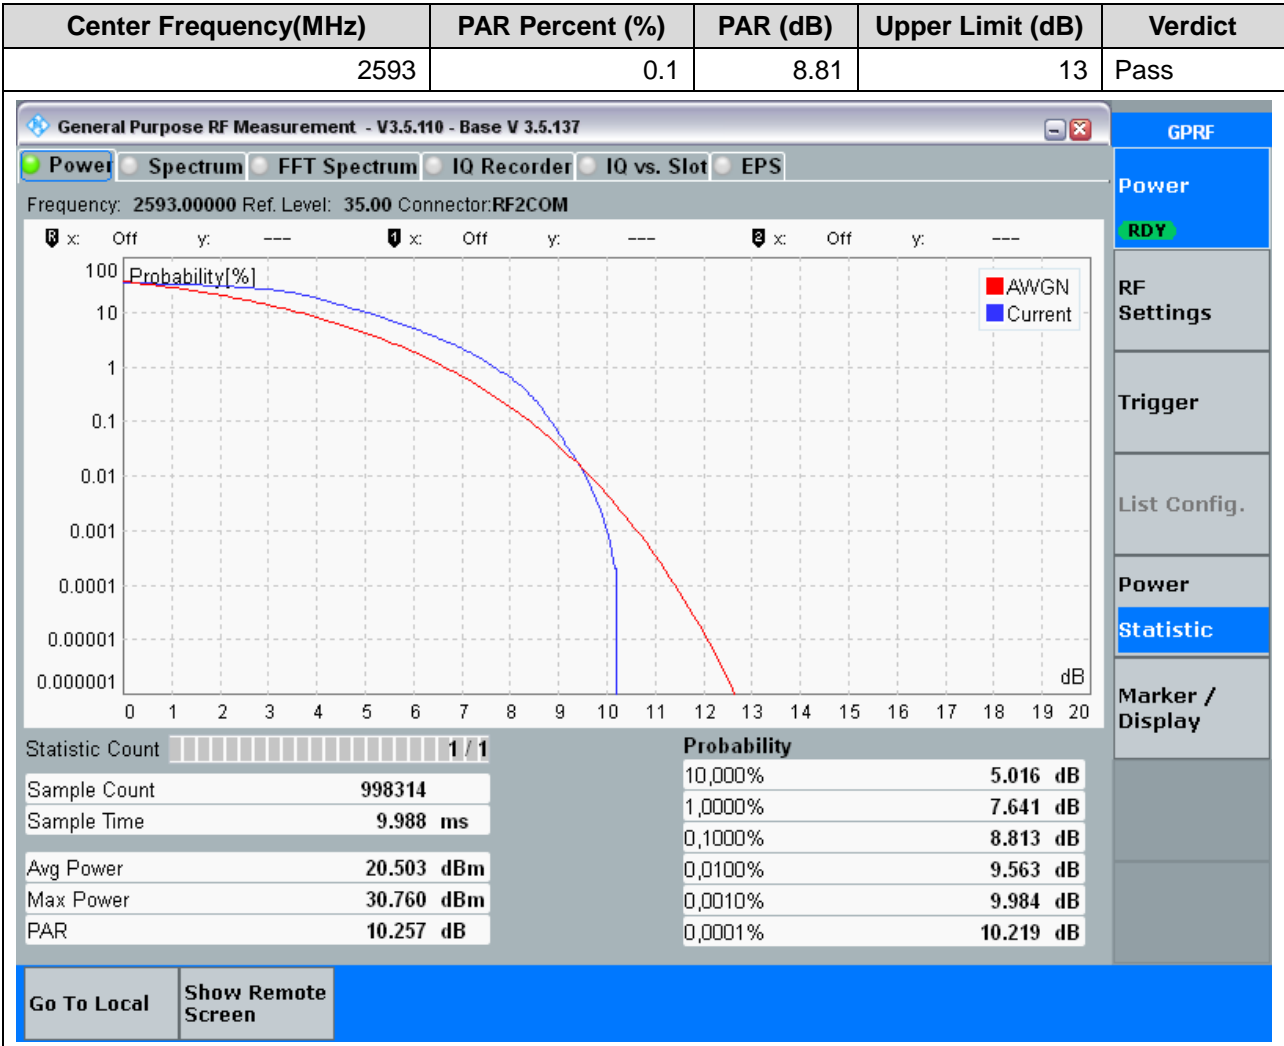 Center Frequency(MHz) PAR Percent (%) PAR (dB) Upper Limit (dB) Verdict
2593 0.1 8.81 13 Pass
General Purpose RF Measurement - V3.5.110 - Base V 3.5.137
GPRF
Power Spectrum FFT Spectrum IQ Recorder IQ vs. Slot EPS
Frequency: 2593.00000 Ref. Level: 35.00 Connector:RF2COM
R x: Off y: --- 1 x: Off y: --- 2 x: Off y: ---
Probability[%]
AWGN
Current
100
10
1
0.1
0.01
0.001
0.0001
0.00001
0.000001
dB
0 1 2 3 4 5 6 7 8 9 10 11 12 13 14 15 16 17 18 19 20
Statistic Count 1 / 1
Sample Count 998314
Sample Time 9.988 ms
Avg Power 20.503 dBm
Max Power 30.760 dBm
PAR 10.257 dB
Probability
10,000% 5.016 dB
1,0000% 7.641 dB
0,1000% 8.813 dB
0,0100% 9.563 dB
0,0010% 9.984 dB
0,0001% 10.219 dB
Power
RDY
RF
Settings
Trigger
List Config.
Power
Statistic
Marker /
Display
Go To Local
Show Remote
Screen